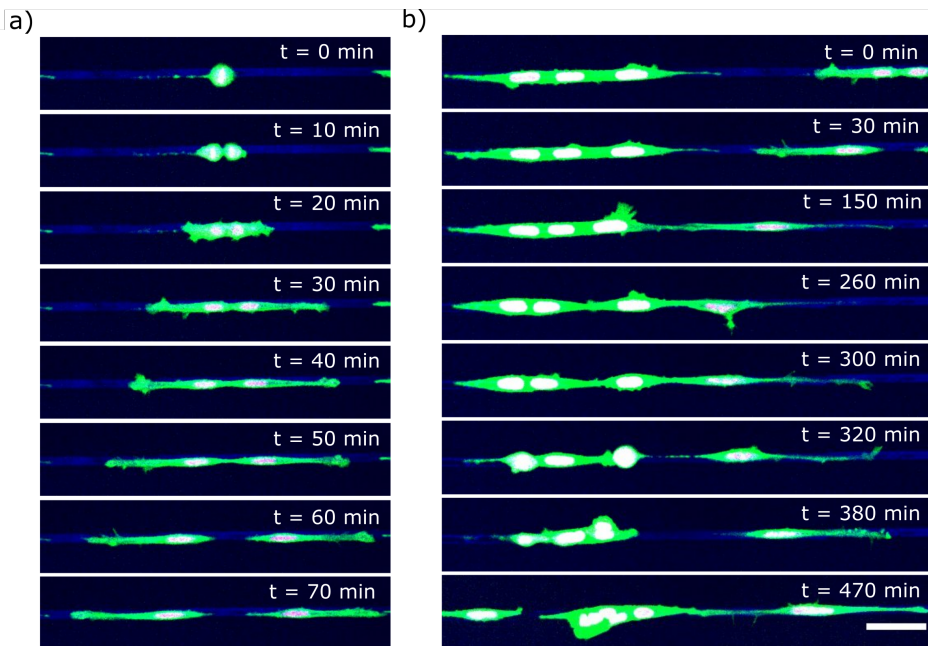 a)
t = 0 min
t = 10 min
t = 20 min
t = 30 min
t = 40 min
t = 50 min
t = 60 min
t = 70 min
b)
t = 0 min
t = 30 min
t = 150 min
t = 260 min
t = 300 min
t = 320 min
t = 380 min
t = 470 min